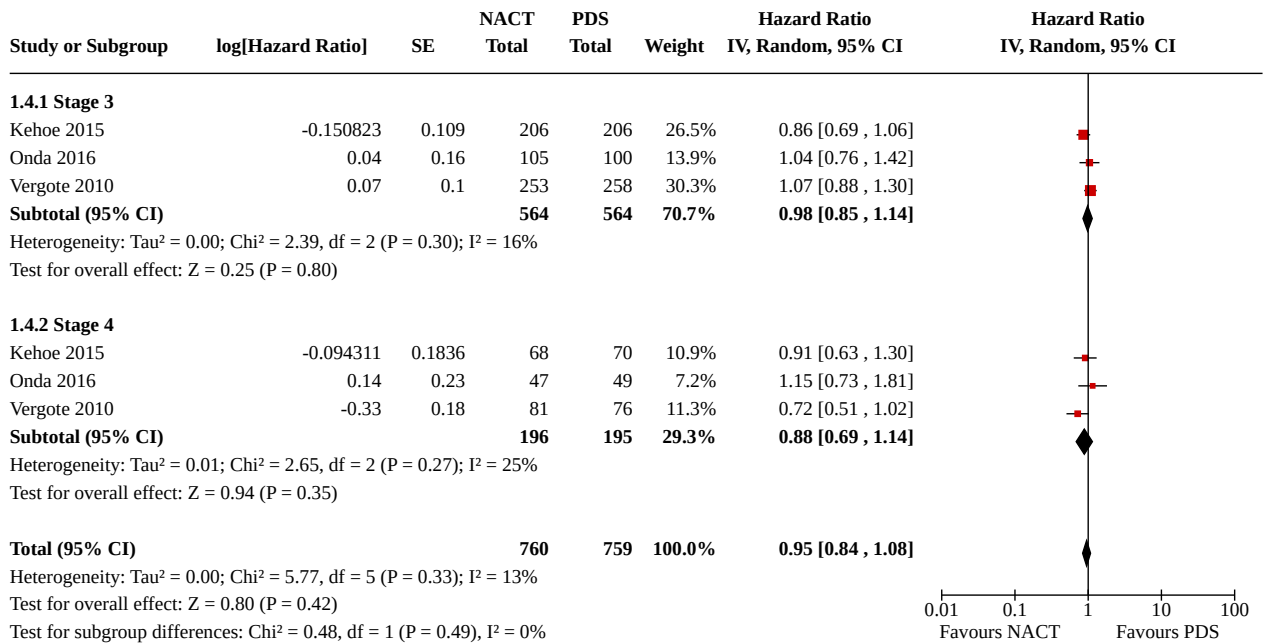 NACT PDS Hazard Ratio Hazard Ratio
Study or Subgroup log[Hazard Ratio] SE Total Total Weight IV, Random, 95% CI IV, Random, 95% CI
1.4.1 Stage 3
Kehoe 2015 -0.150823 0.109 206 206 26.5% 0.86 [0.69 , 1.06]
Onda 2016 0.04 0.16 105 100 13.9% 1.04 [0.76 , 1.42]
Vergote 2010 0.07 0.1 253 258 30.3% 1.07 [0.88 , 1.30]
Subtotal (95% CI) 564 564 70.7% 0.98 [0.85 , 1.14]
Heterogeneity: Tau² = 0.00; Chi² = 2.39, df = 2 (P = 0.30); I² = 16%
Test for overall effect: Z = 0.25 (P = 0.80)
1.4.2 Stage 4
Kehoe 2015 -0.094311 0.1836 68 70 10.9% 0.91 [0.63 , 1.30]
Onda 2016 0.14 0.23 47 49 7.2% 1.15 [0.73 , 1.81]
Vergote 2010 -0.33 0.18 81 76 11.3% 0.72 [0.51 , 1.02]
Subtotal (95% CI) 196 195 29.3% 0.88 [0.69 , 1.14]
Heterogeneity: Tau² = 0.01; Chi² = 2.65, df = 2 (P = 0.27); I² = 25%
Test for overall effect: Z = 0.94 (P = 0.35)
Total (95% CI) 760 759 100.0% 0.95 [0.84 , 1.08]
Heterogeneity: Tau² = 0.00; Chi² = 5.77, df = 5 (P = 0.33); I² = 13%
Test for overall effect: Z = 0.80 (P = 0.42) 0.01 0.1 1 10 100
Test for subgroup differences: Chi² = 0.48, df = 1 (P = 0.49), I² = 0% Favours NACT Favours PDS